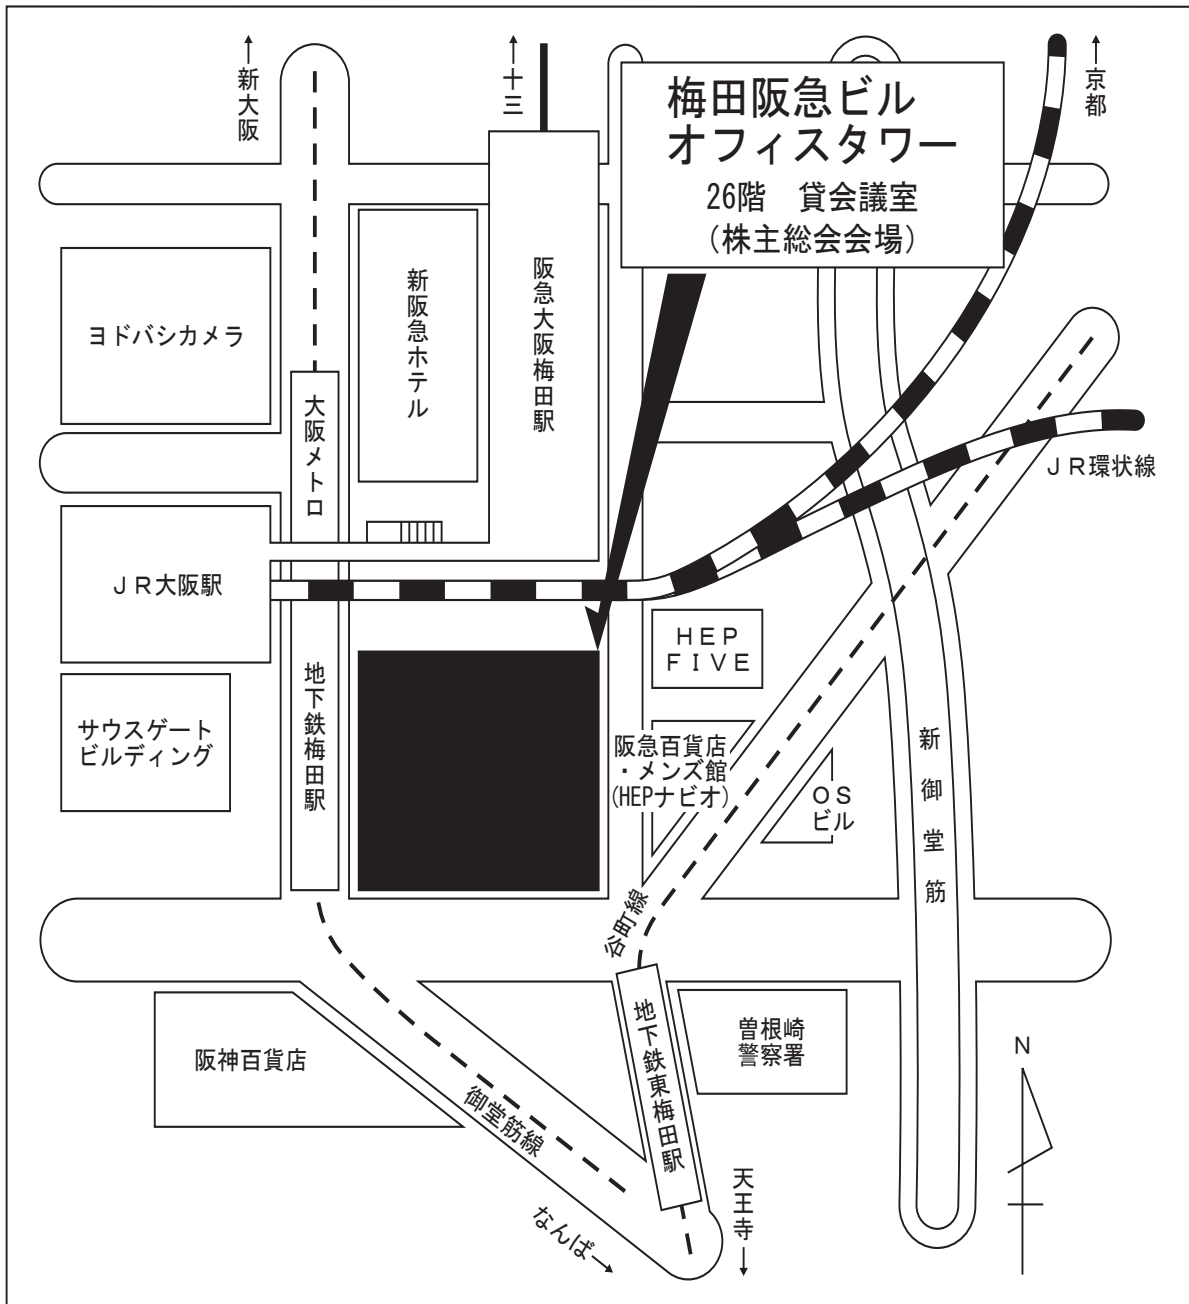 ↑新大阪
↑十三
↑京都
梅田阪急ビル
オフィスタワー
26階　貸会議室
（株主総会会場）
ヨドバシカメラ
新阪急ホテル
阪急大阪梅田駅
大阪メトロ
ＪＲ環状線
ＪＲ大阪駅
ＨＥＰ
ＦＩＶＥ
地下鉄梅田駅
サウスゲート
ビルディング
阪急百貨店
・メンズ館
(HEPナビオ)
ＯＳ
ビル
新御堂筋
谷町線
阪神百貨店
御堂筋線
地下鉄東梅田駅
曽根崎
警察署
N
なんば→
天王寺↓